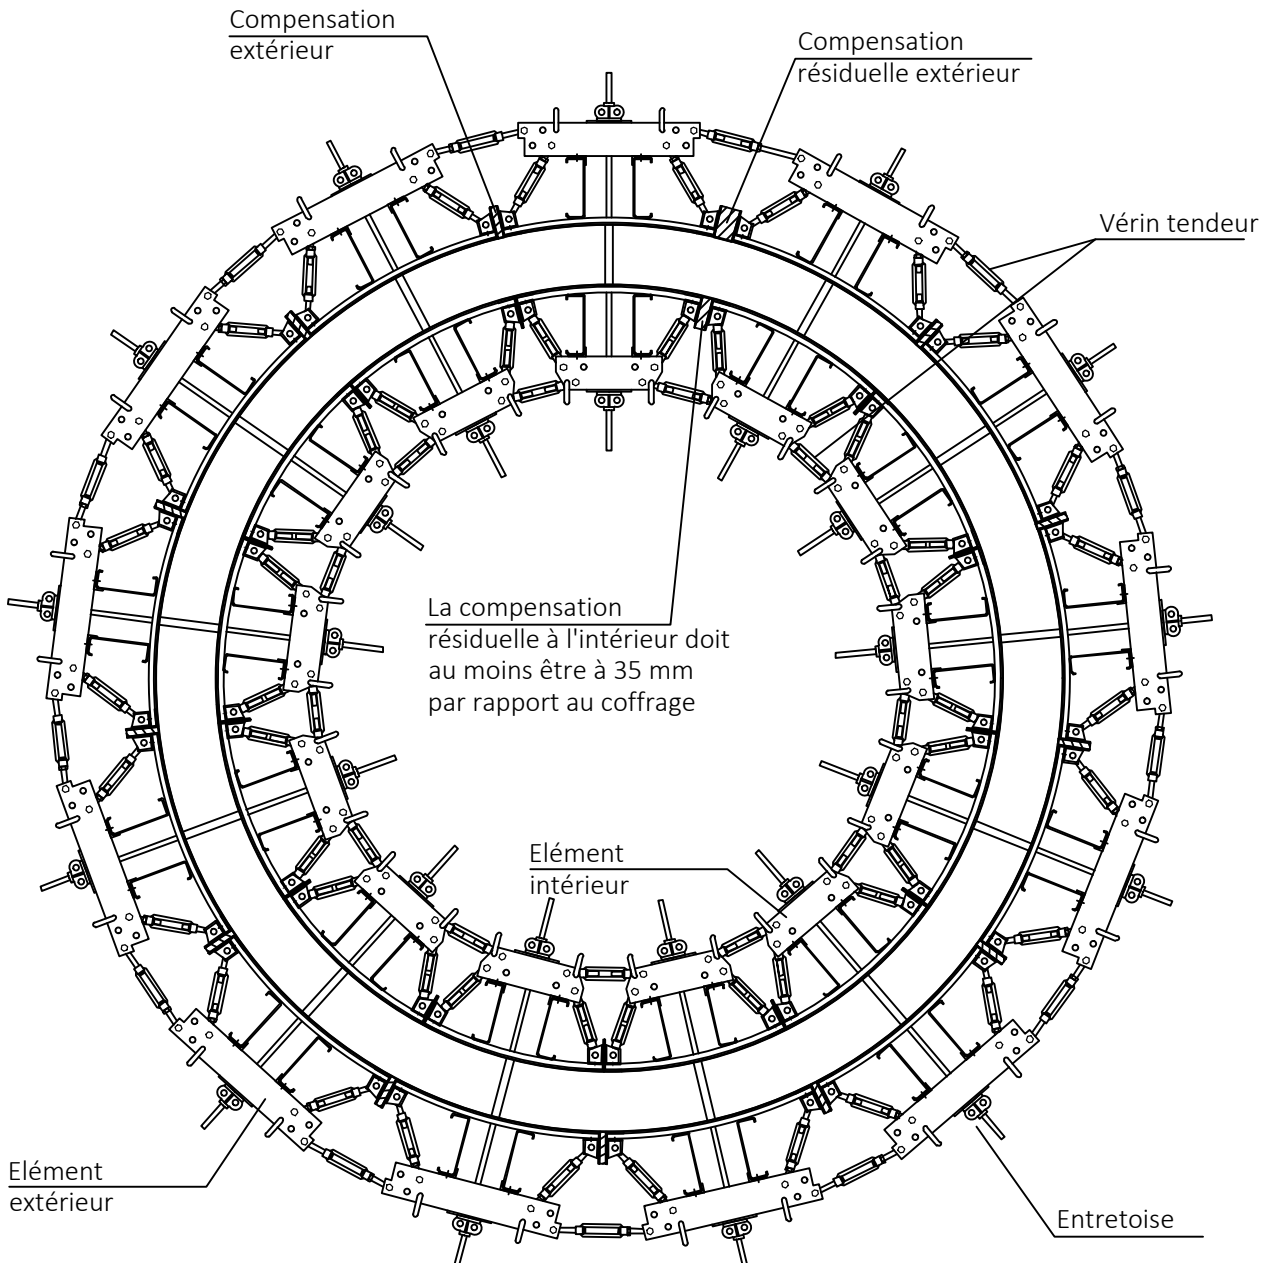 Compensation
extérieur
Compensation
résiduelle extérieur
Vérin tendeur
La compensation
résiduelle à l'intérieur doit
au moins être à 35 mm
par rapport au coffrage
Elément
intérieur
Elément
extérieur
Entretoise